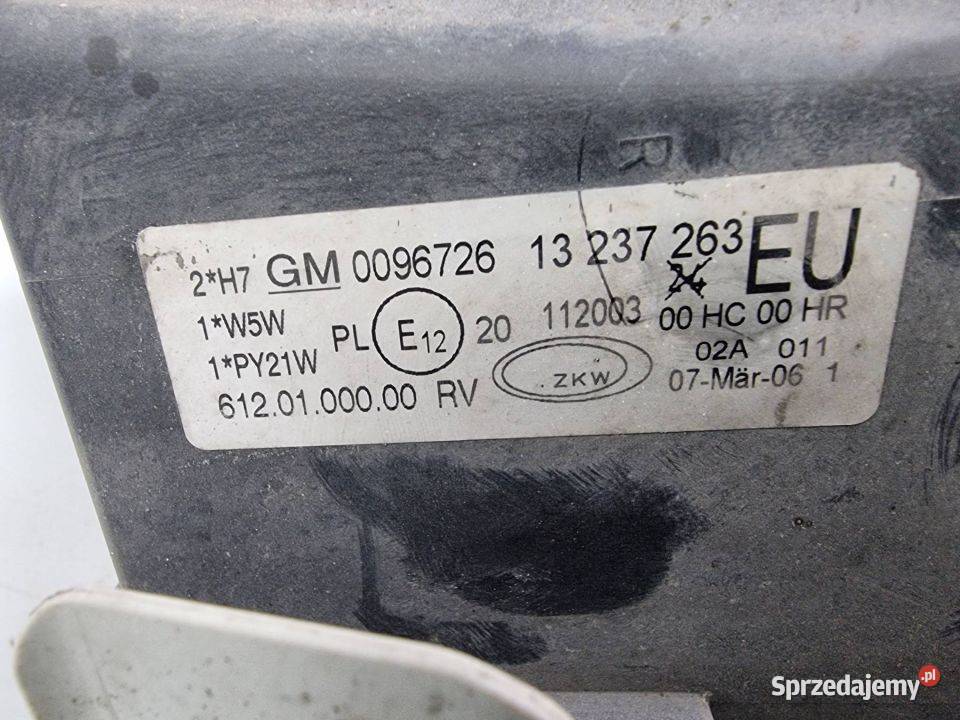 R
2*H7 GM 0096726 13 237 263 EU
1*W5W PL E12 20 112003 24 00 HC 00 HR
1*PY21W 02A 011
612.01.000.00 RV .ZKW 07-Mär-06 1
Sprzedajemy.pl